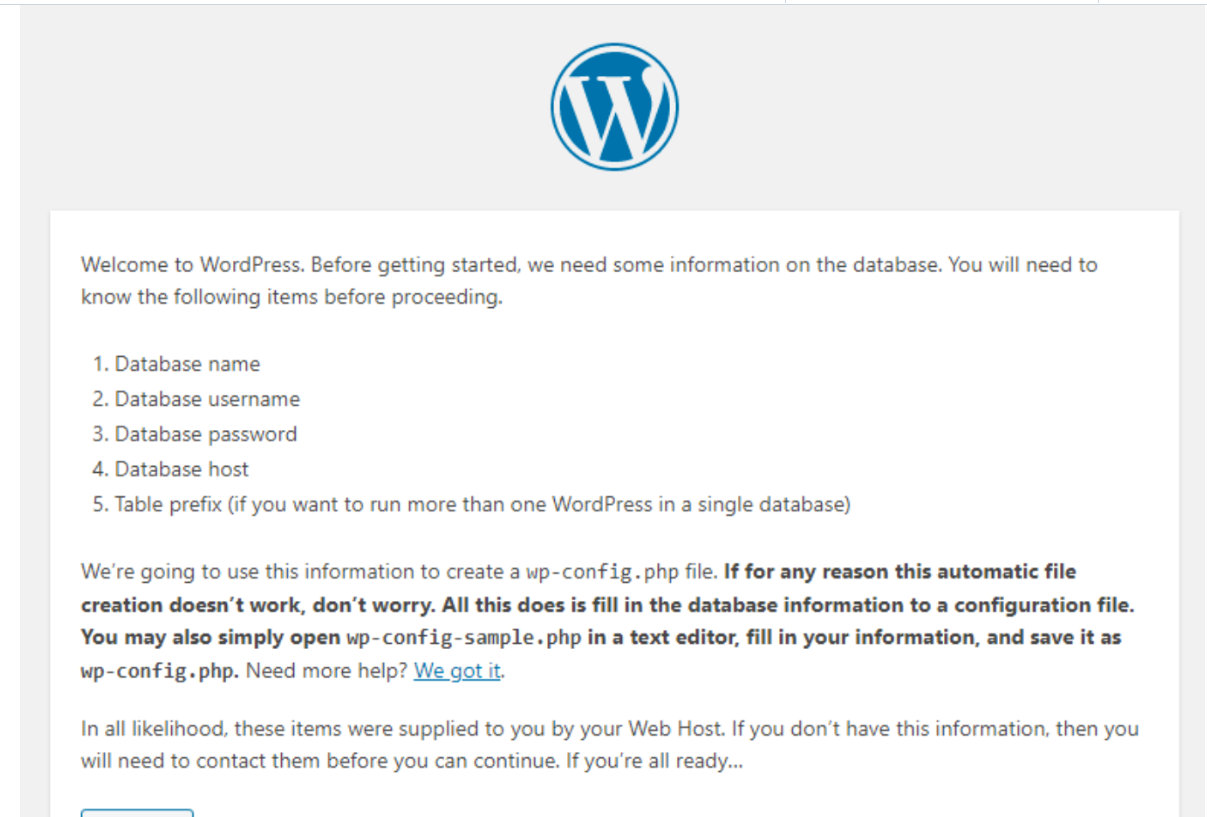 Welcome to WordPress. Before getting started, we need some information on the database. You will need to
know the following items before proceeding.
1. Database name
2. Database username
3. Database password
4. Database host
5. Table prefix (if you want to run more than one WordPress in a single database)
We’re going to use this information to create a wp-config.php file. If for any reason this automatic file
creation doesn’t work, don’t worry. All this does is fill in the database information to a configuration file.
You may also simply open wp-config-sample.php in a text editor, fill in your information, and save it as
wp-config.php. Need more help? We got it.
In all likelihood, these items were supplied to you by your Web Host. If you don’t have this information, then you
will need to contact them before you can continue. If you’re all ready…